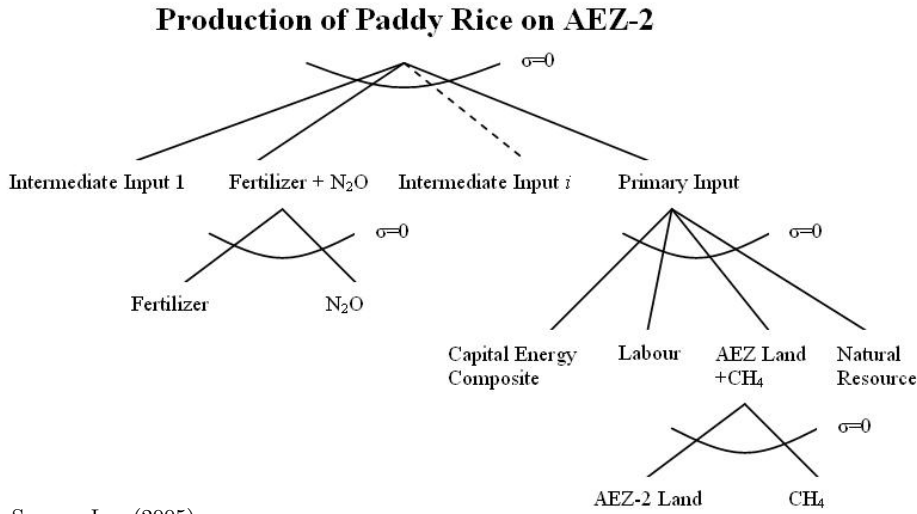 Production of Paddy Rice on AEZ-2
σ=0
Intermediate Input 1 Fertilizer + N₂O Intermediate Input i Primary Input
σ=0 σ=0
Fertilizer N₂O
Capital Energy Labour AEZ Land Natural
Composite +CH₄ Resource
σ=0
AEZ-2 Land CH₄